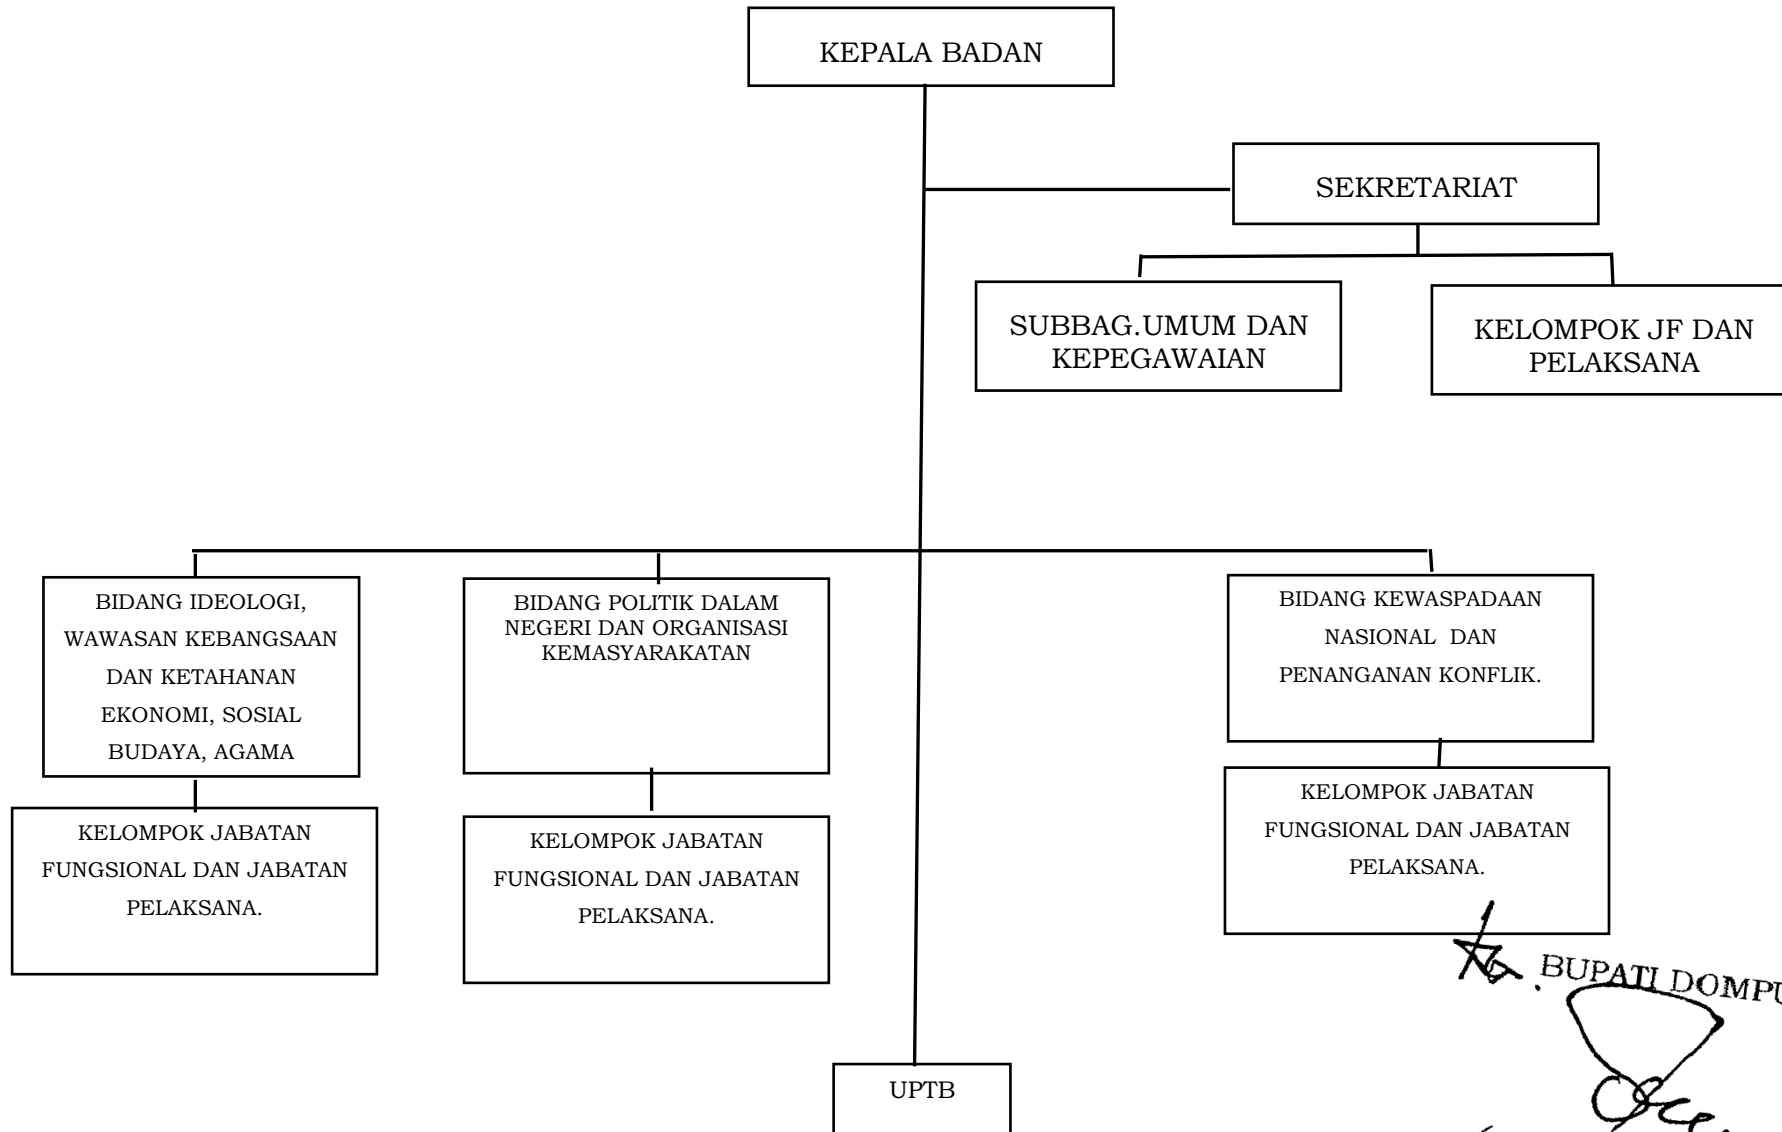 KEPALA BADAN
SEKRETARIAT
SUBBAG.UMUM DAN
KEPEGAWAIAN
KELOMPOK JF DAN
PELAKSANA
BIDANG IDEOLOGI,
WAWASAN KEBANGSAAN
DAN KETAHANAN
EKONOMI, SOSIAL
BUDAYA, AGAMA
BIDANG POLITIK DALAM
NEGERI DAN ORGANISASI
KEMASYARAKATAN
BIDANG KEWASPADAAN
NASIONAL DAN
PENANGANAN KONFLIK.
KELOMPOK JABATAN
FUNGSIONAL DAN JABATAN
PELAKSANA.
KELOMPOK JABATAN
FUNGSIONAL DAN JABATAN
PELAKSANA.
KELOMPOK JABATAN
FUNGSIONAL DAN JABATAN
PELAKSANA.
BUPATI DOMPU
UPTB